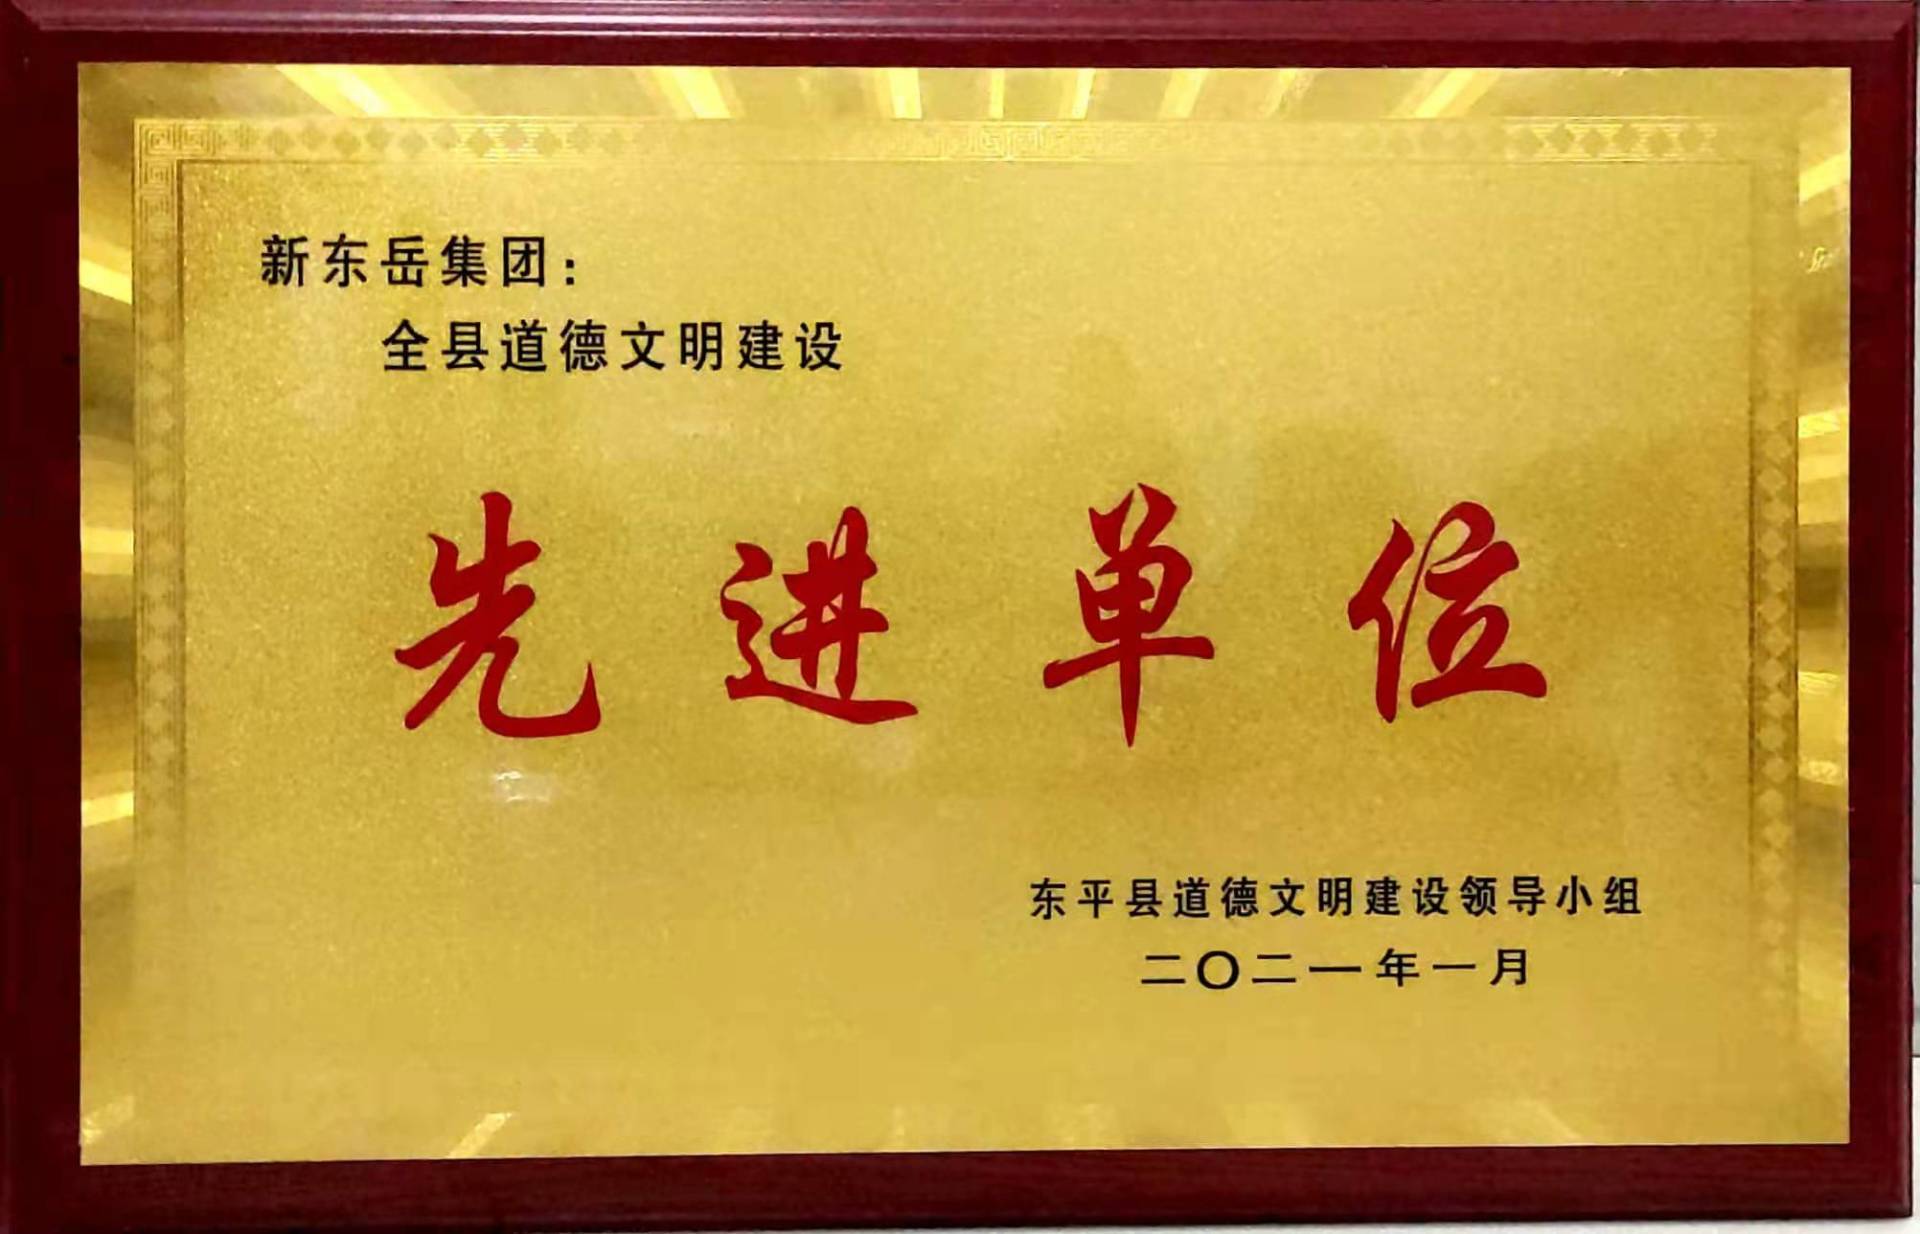 新东岳集团：
全县道德文明建设
先进单位
东平县道德文明建设领导小组
二〇二一年一月